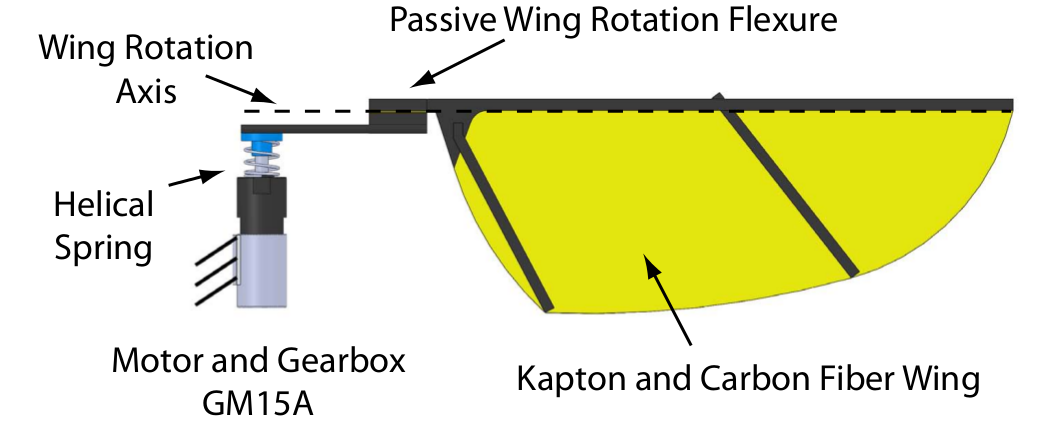 Passive Wing Rotation Flexure
Wing Rotation
Axis
Helical
Spring
Motor and Gearbox
GM15A
Kapton and Carbon Fiber Wing